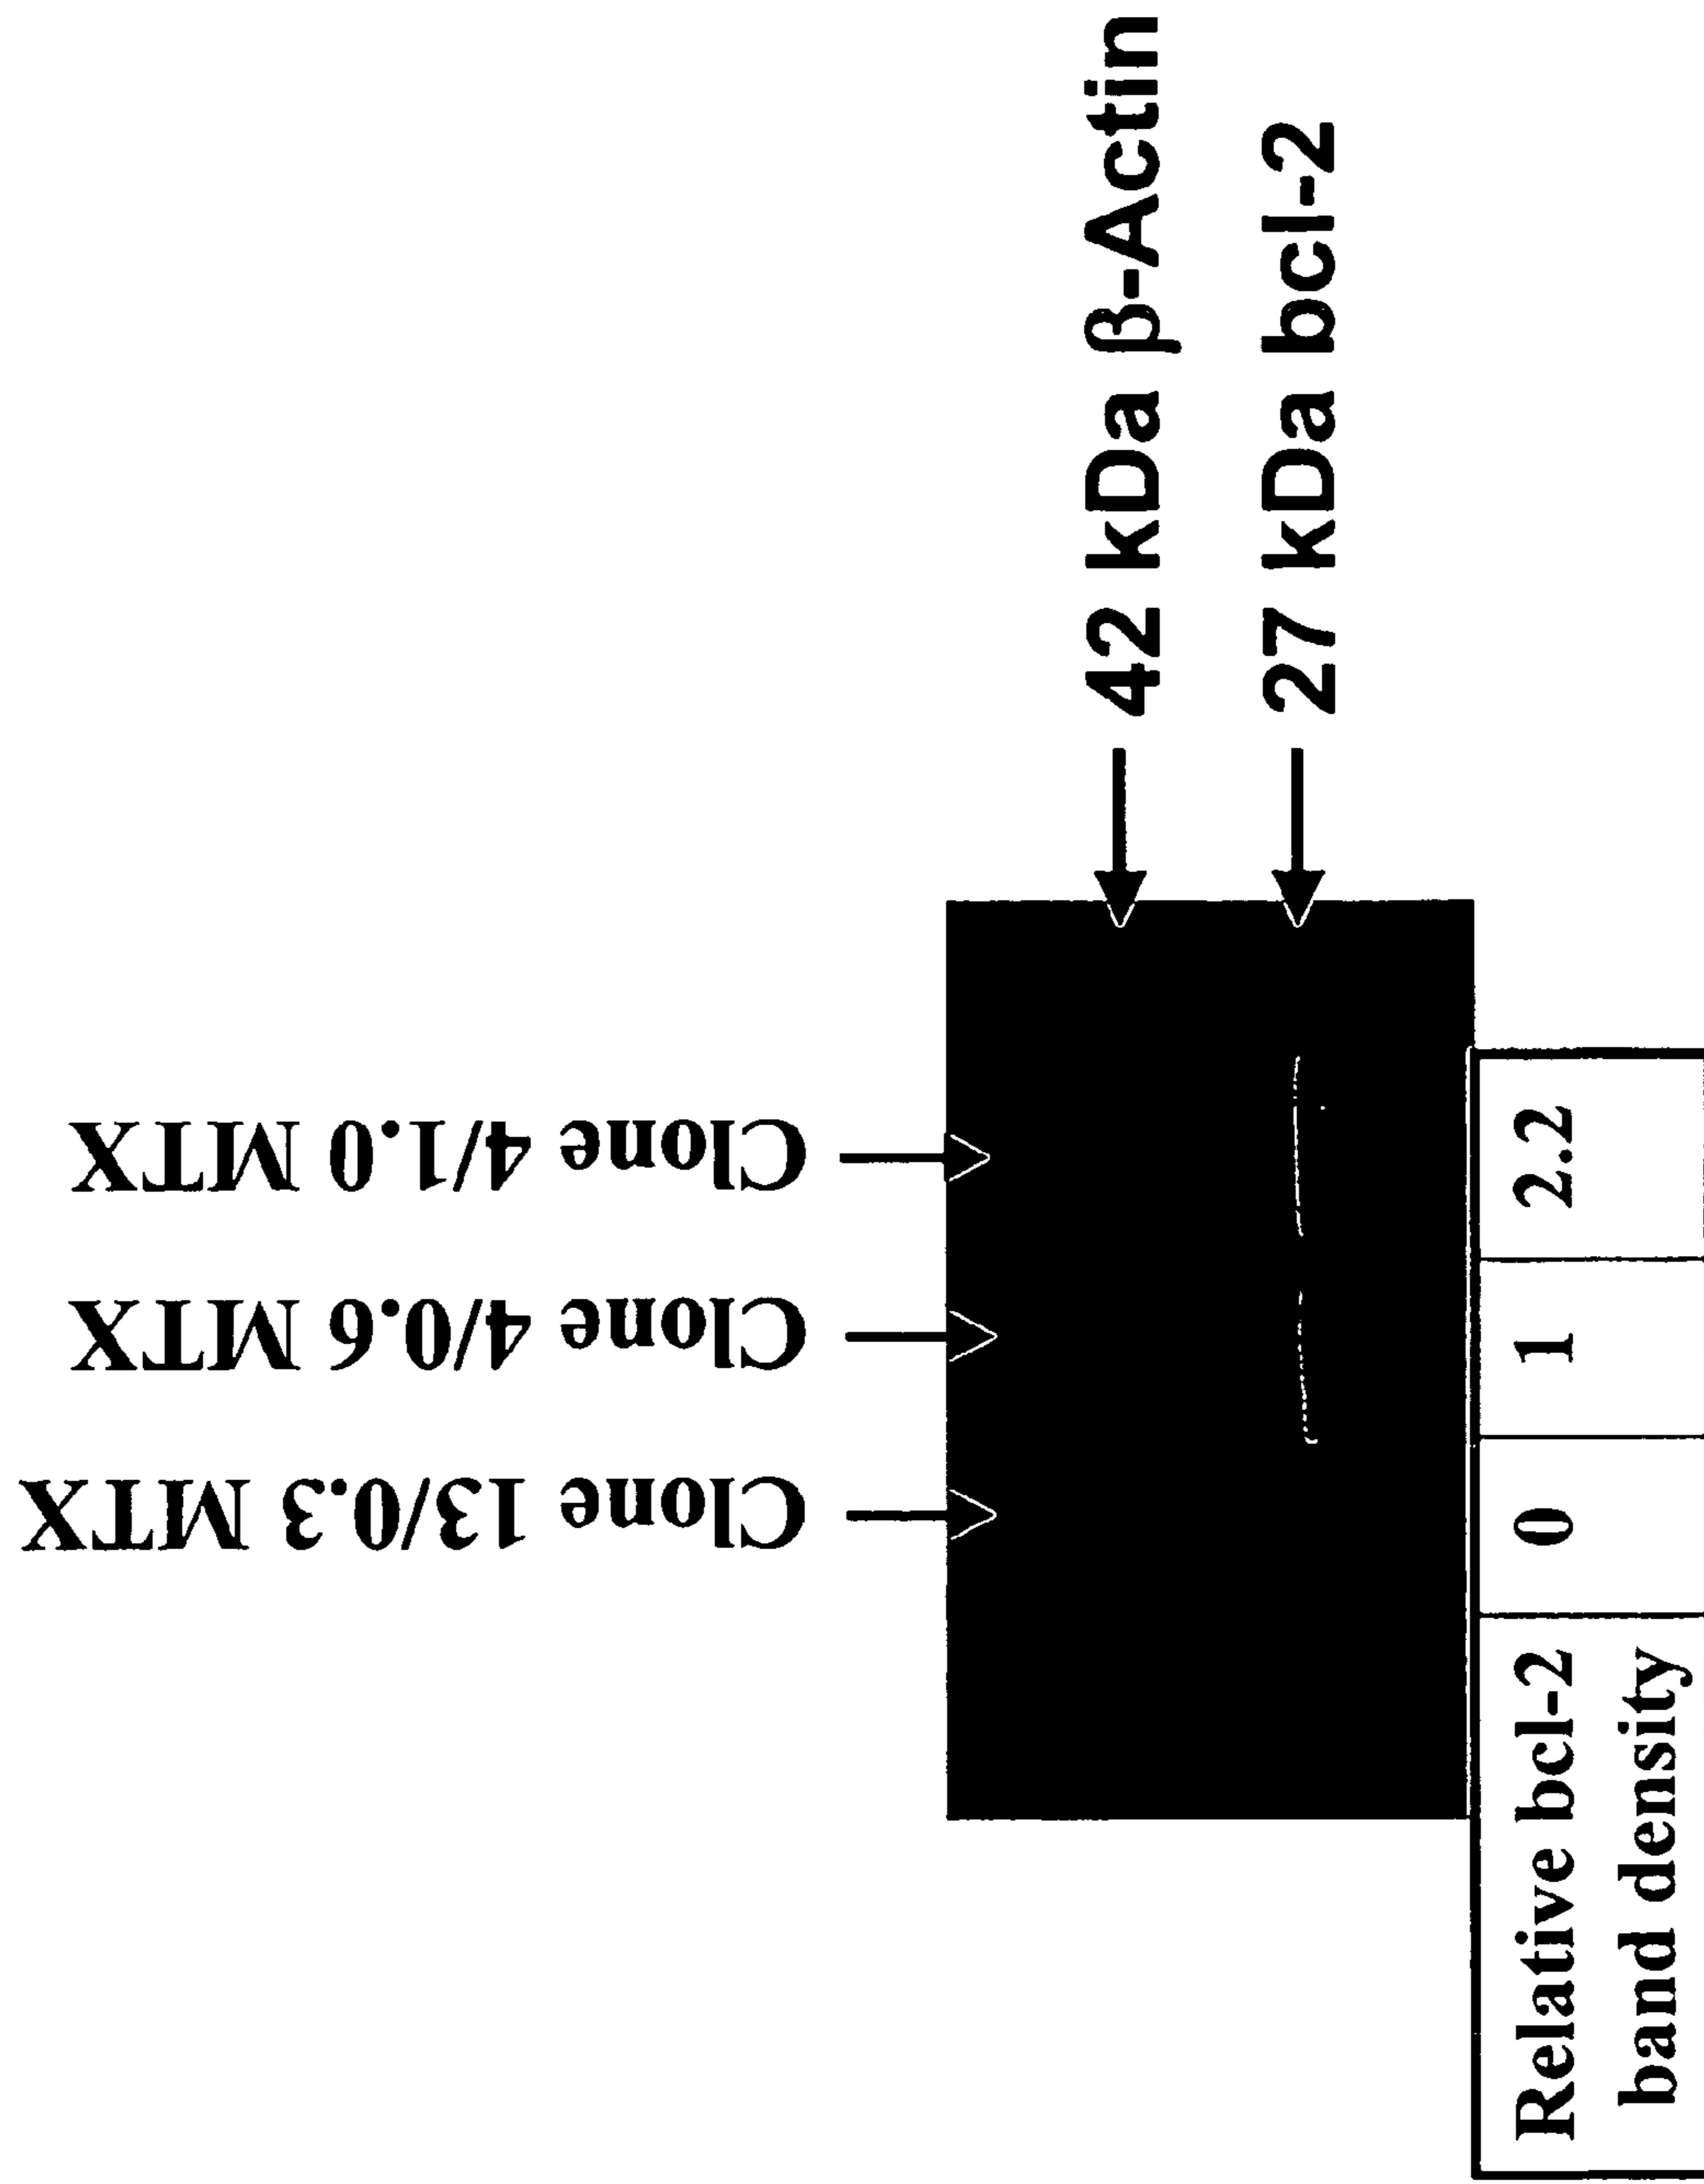 Clone 13/0.3 MTX
Clone 4/0.6 MTX
Clone 4/1.0 MTX
42 kDa β-Actin
27 kDa bcl-2
Relative bcl-2
band density
0
1
2.2